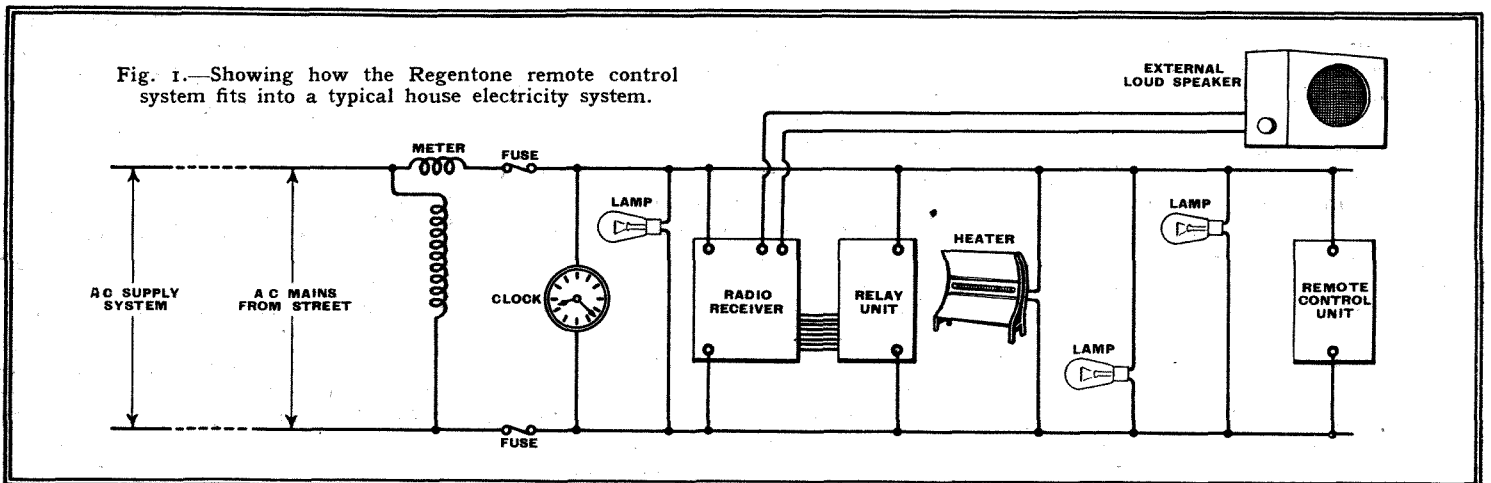 Fig. 1.—Showing how the Regentone remote control
system fits into a typical house electricity system.
EXTERNAL
LOUD SPEAKER
METER
FUSE
LAMP
LAMP
HEATER
AC SUPPLY
SYSTEM
AC MAINS
FROM STREET
CLOCK
RADIO
RECEIVER
RELAY
UNIT
REMOTE
CONTROL
UNIT
LAMP
FUSE